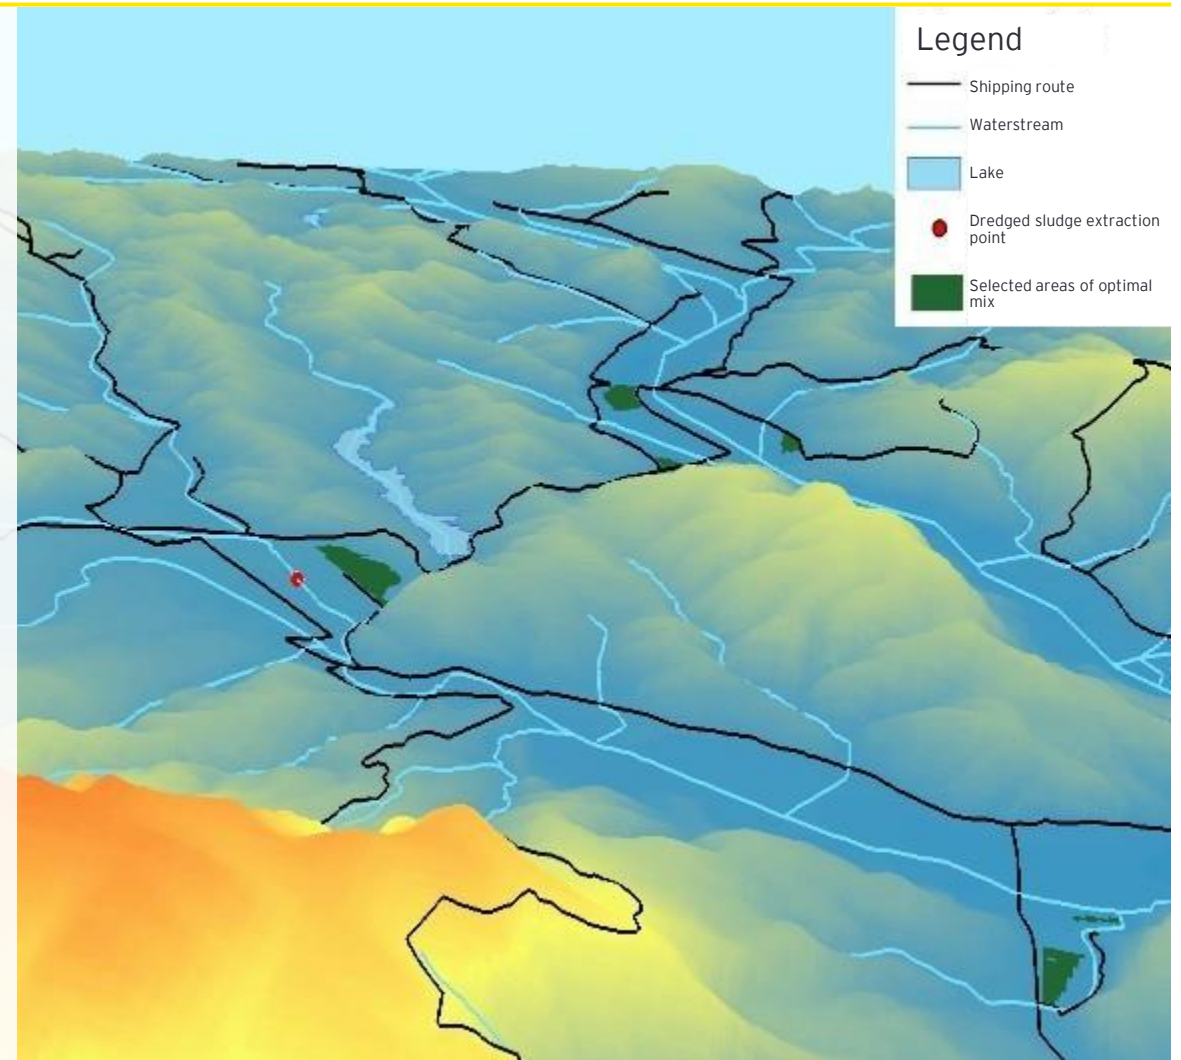 Legend
Shipping route
Waterstream
Lake
Dredged sludge extraction
point
Selected areas of optimal
mix